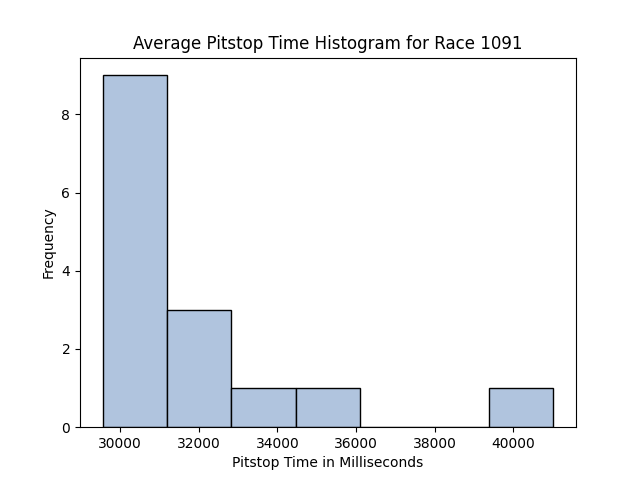 Average Pitstop Time Histogram for Race 1091
8
6
4
2
0
Frequency
30000 32000 34000 36000 38000 40000
Pitstop Time in Milliseconds